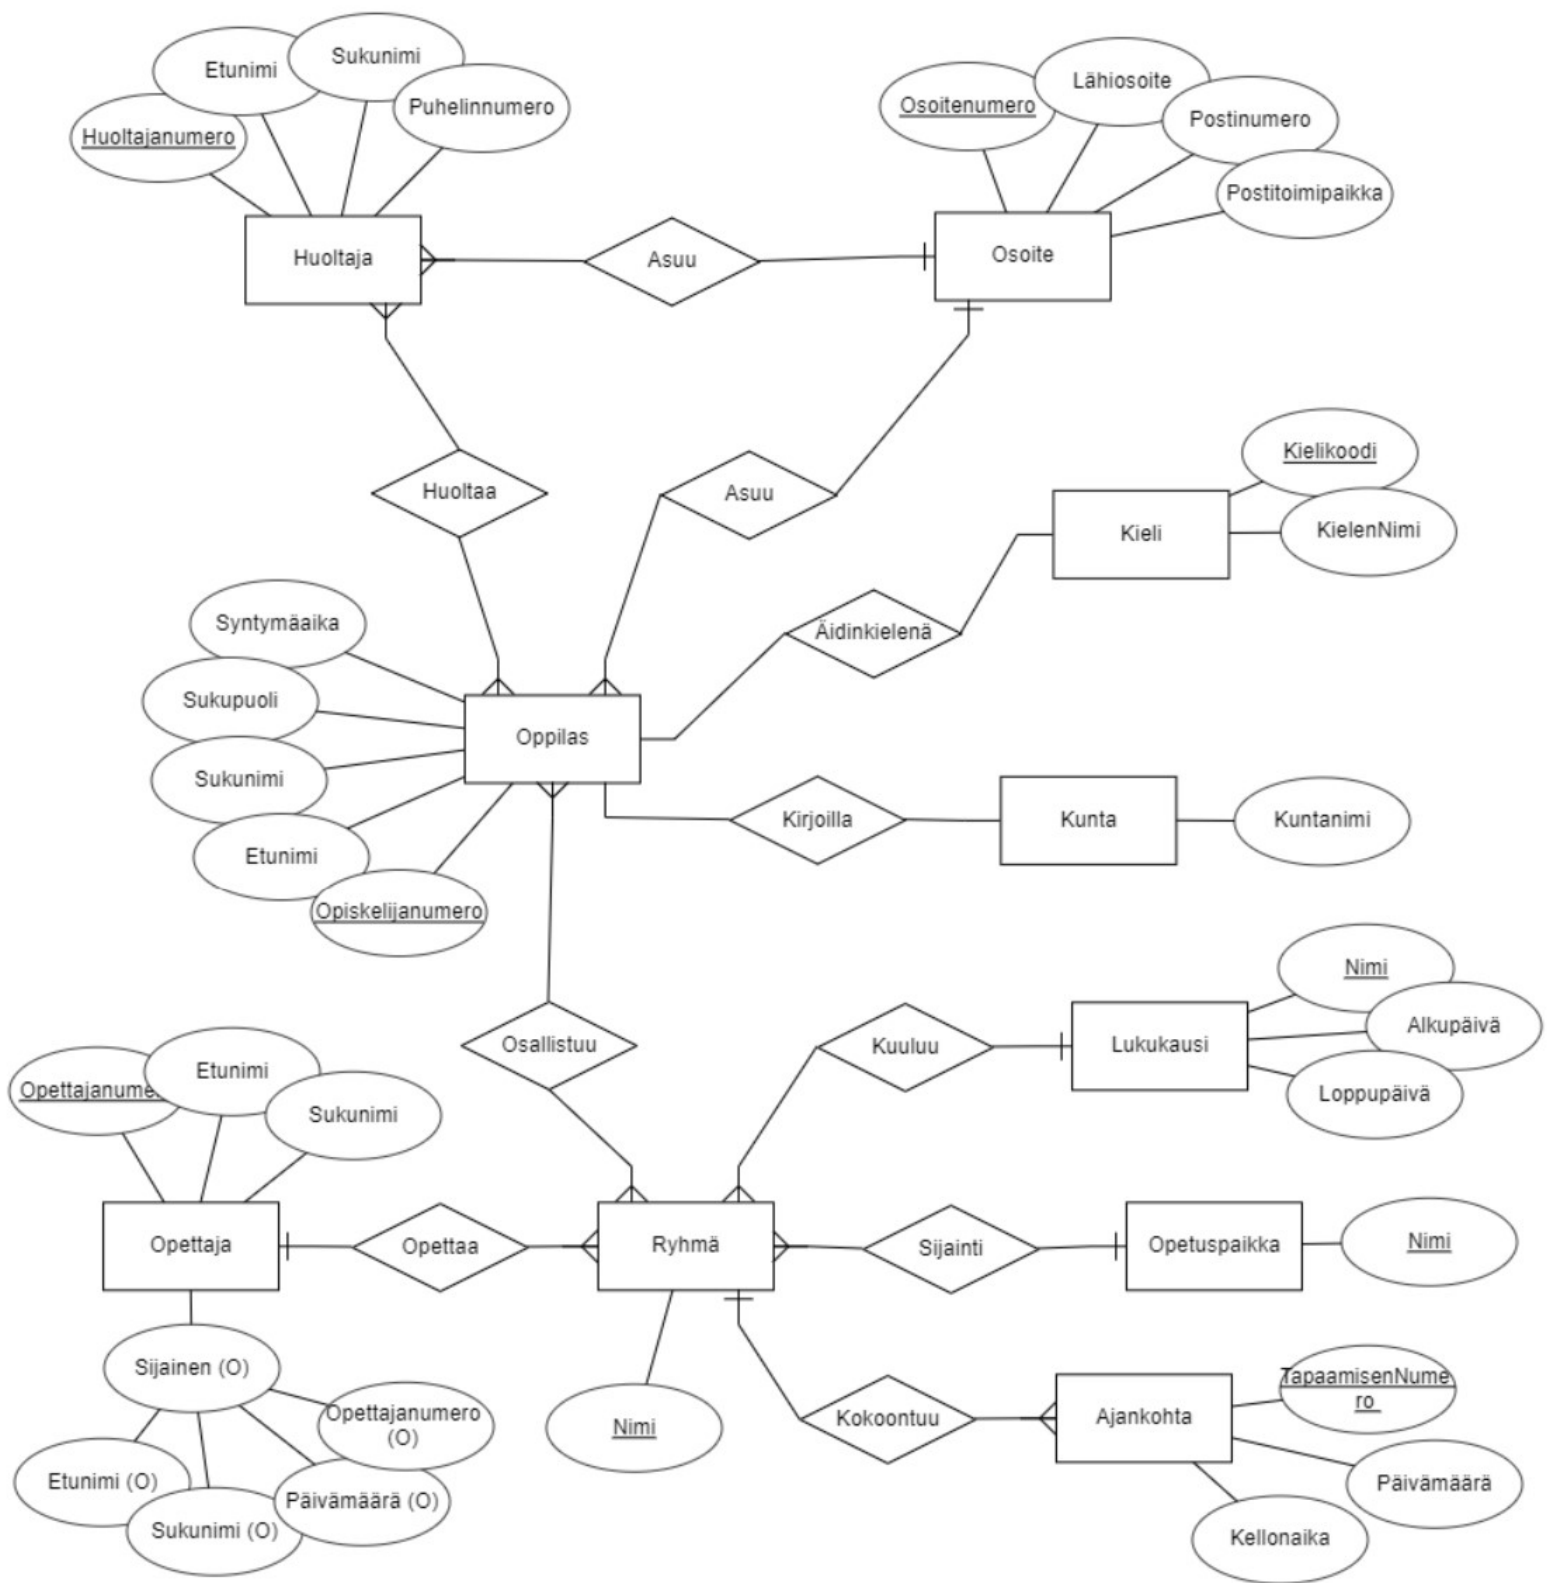 Sukunimi
Etunimi
Puhelinnumero
Huoltajanumero
Lähiosoite
Osoitenumero
Postinumero
Postitoimipaikka
Huoltaja
Asuu
Osoite
Huoltaa
Asuu
Kielikoodi
KielenNimi
Kieli
Äidinkielenä
Syntymäaika
Sukupuoli
Sukunimi
Etunimi
Opiskelijanumero
Oppilas
Kirjoilla
Kunta
Kuntanimi
Osallistuu
Kuuluu
Lukukausi
Nimi
Alkupäivä
Loppupäivä
Opettajanume
Etunimi
Sukunimi
Opettaja
Opettaa
Ryhmä
Sijainti
Opetuspaikka
Nimi
Sijainen (O)
Opettajanumero
(O)
Etunimi (O)
Sukunimi (O)
Päivämäärä (O)
Nimi
Kokoontuu
Ajankohta
TapaamisenNume
ro
Päivämäärä
Kellonaika